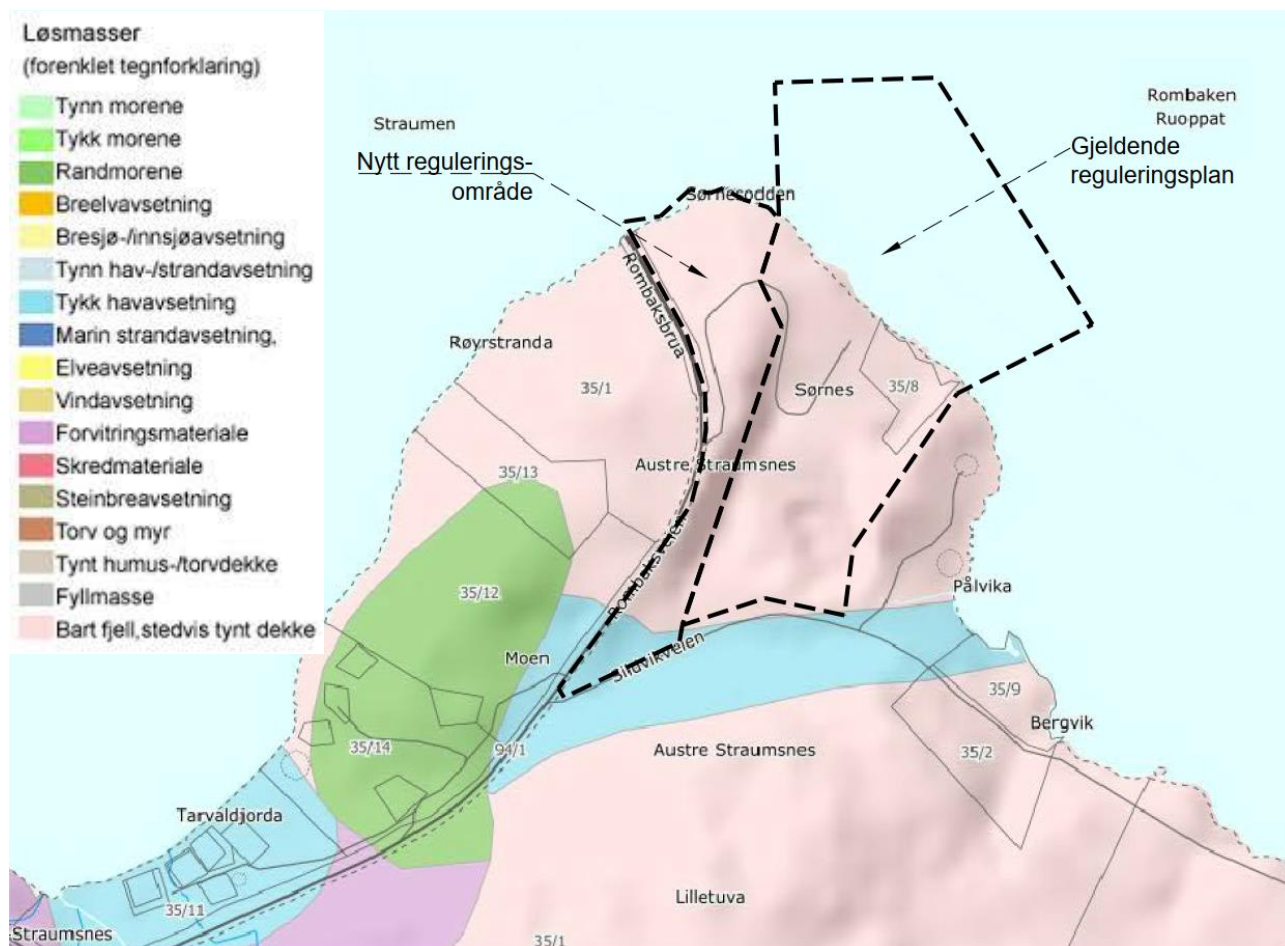 Løsmasser
(forenklet tegnforklaring)
Tynn morene
Tykk morene
Randmorene
Breelvavsetning
Bresjø-/innsjøavsetning
Tynn hav-/strandavsetning
Tykk havavsetning
Marin strandavsetning,
Elveavsetning
Vindavsetning
Forvitringsmateriale
Skredmateriale
Steinbreavsetning
Torv og myr
Tynt humus-/torvdekke
Fyllmasse
Bart fjell,stedvis tynt dekke
Rombaken
Ruoppat
Straumen
Nytt regulerings-
område
Gjeldende
reguleringsplan
Sørnesodden
Rombaksbrua
Røyrstranda
35/1
Sørnes
35/8
Austre Straumsnes
35/13
Rombaksveien
35/12
Pålvika
Moen
Sildvikveien
35/9
Bergvik
35/14
94/1
Austre Straumsnes
35/2
Tarvaldjorda
Lilletuva
35/11
Straumsnes
35/1